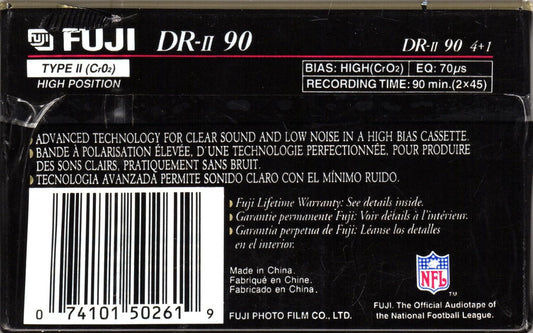 FUJI DR-II 90 DR-II 90 4+1
TYPE II (CrO2) BIAS: HIGH(CrO2) EQ: 70µs
HIGH POSITION RECORDING TIME: 90 min.(2×45)
ADVANCED TECHNOLOGY FOR CLEAR SOUND AND LOW NOISE IN A HIGH BIAS CASSETTE.
BANDE À POLARISATION ÉLEVÉE, D'UNE TECHNOLOGIE PERFECTIONNÉE, POUR PRODUIRE
DES SONS CLAIRS, PRATIQUEMENT SANS BRUIT.
TECNOLOGIA AVANZADA PERMITE SONIDO CLARO CON EL MÍNIMO RUIDO.
Fuji Lifetime Warranty: See details inside.
Garantie permanente Fuji: Voir détails à l'intérieur.
Garantía perpetua de Fuji: Léanse los detalles
en el interior.
Made in China.
Fabriqué en Chine.
Fabricado en China.
FUJI PHOTO FILM CO., LTD.
0 74101 50261 9
NFL
TM
FUJI. The Official Audiotape of
the National Football League.